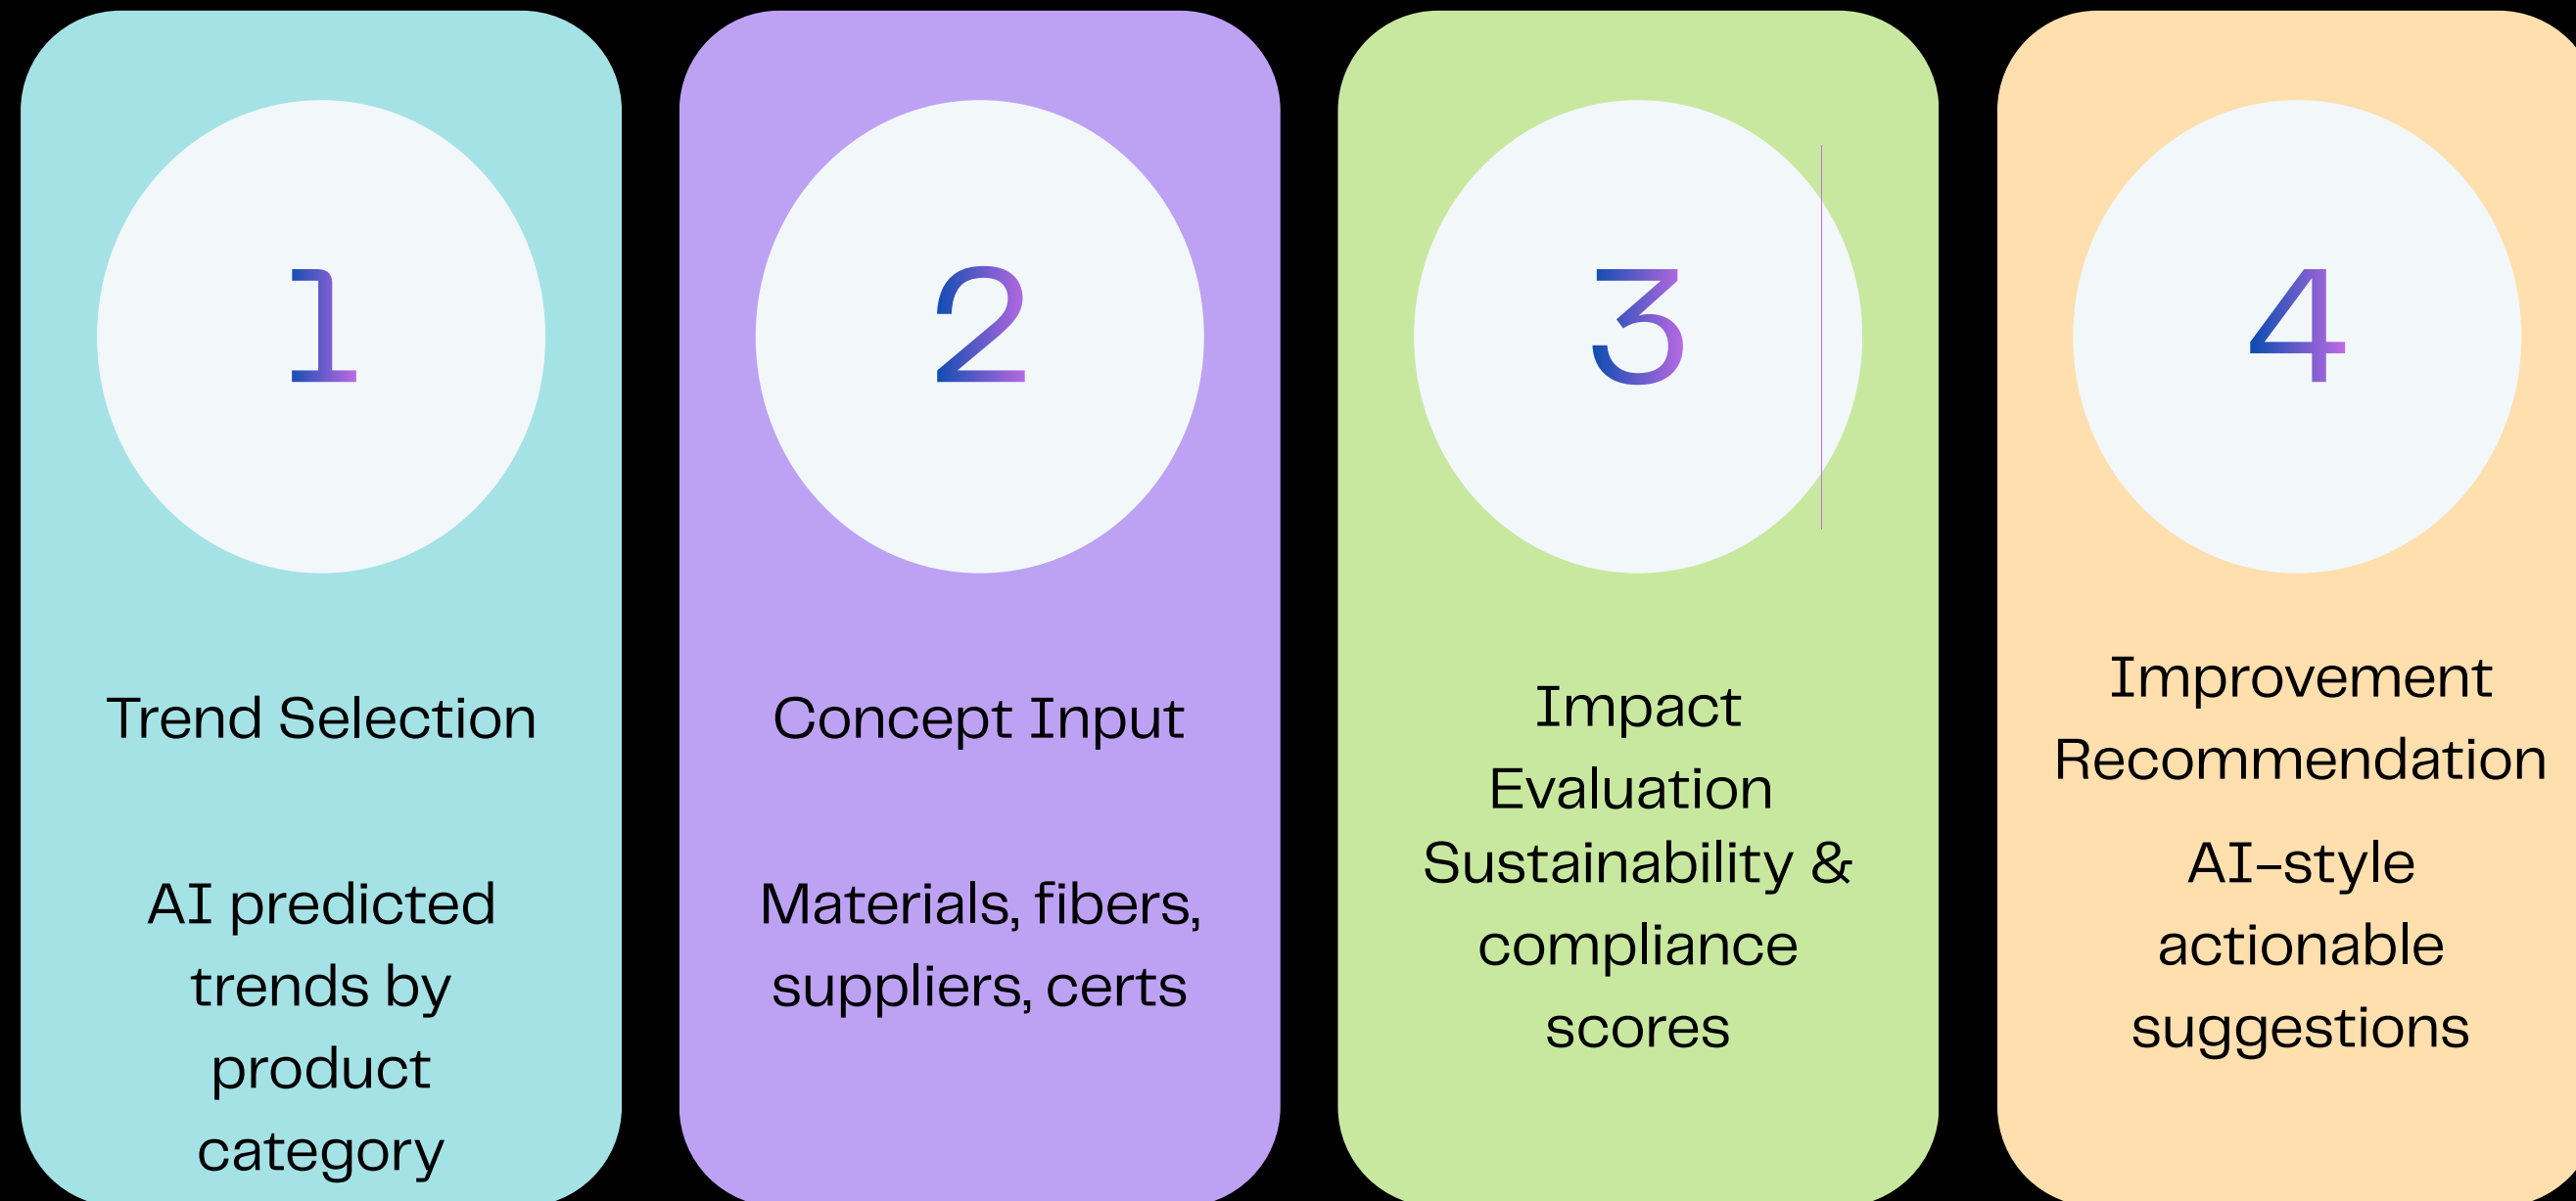 1
Trend Selection
AI predicted
trends by
product
category
2
Concept Input
Materials, fibers,
suppliers, certs
3
Impact
Evaluation
Sustainability &
compliance
scores
4
Improvement
Recommendation
AI-style
actionable
suggestions